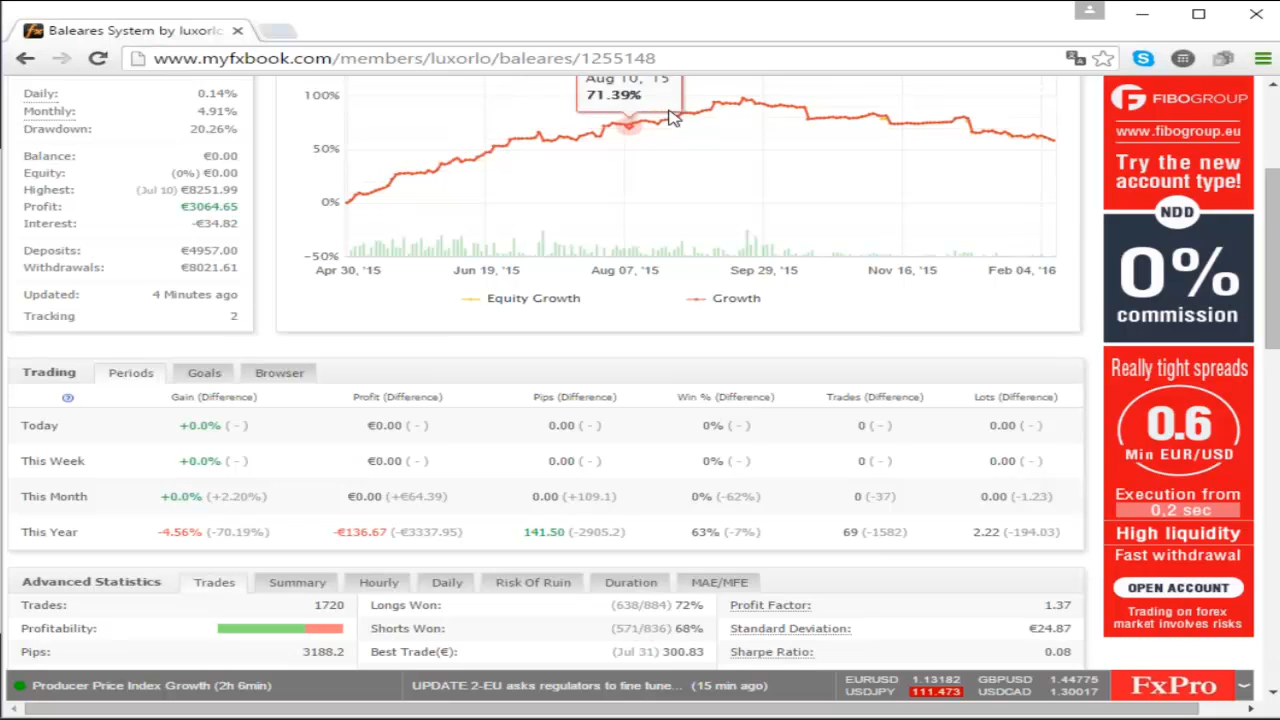 Baleares System by luxorlo
www.myfxbook.com/members/luxorlo/baleares/1255148
Daily: 0.14%
Monthly: 4.91%
Drawdown: 20.26%
Balance: €0.00
Equity: (0%) €0.00
Highest: (Jul 10) €8251.99
Profit: €3064.65
Interest: -€34.82
Deposits: €4957.00
Withdrawals: €8021.61
Updated: 4 Minutes ago
Tracking 2
Aug 10, '15
71.39%
100%
50%
0%
-50%
Apr 30, '15 Jun 19, '15 Aug 07, '15 Sep 29, '15 Nov 16, '15 Feb 04, '16
Equity Growth Growth
Trading Periods Goals Browser
Gain (Difference) Profit (Difference) Pips (Difference) Win % (Difference) Trades (Difference) Lots (Difference)
Today +0.0% ( - ) €0.00 ( - ) 0.00 ( - ) 0% ( - ) 0 ( - ) 0.00 ( - )
This Week +0.0% ( - ) €0.00 ( - ) 0.00 ( - ) 0% ( - ) 0 ( - ) 0.00 ( - )
This Month +0.0% (+2.20%) €0.00 (+€64.39) 0.00 (+109.1) 0% (-62%) 0 (-37) 0.00 (-1.23)
This Year -4.56% (-70.19%) -€136.67 (-€3337.95) 141.50 (-2905.2) 63% (-7%) 69 (-1582) 2.22 (-194.03)
Advanced Statistics Trades Summary Hourly Daily Risk Of Ruin Duration MAE/MFE
Trades: 1720 Longs Won: (638/884) 72% Profit Factor: 1.37
Profitability: Shorts Won: (571/836) 68% Standard Deviation: €24.87
Pips: 3188.2 Best Trade(€): (Jul 31) 300.83 Sharpe Ratio: 0.08
Producer Price Index Growth (2h 6min) UPDATE 2-EU asks regulators to fine tune... (15 min ago)
EURUSD 1.13182 GBPUSD 1.44775
USDJPY 111.473 USDCAD 1.30017
FxPro
FIBOGROUP
www.fibogroup.eu
Try the new
account type!
NDD
0%
commission
Really tight spreads
0.6
Min EUR/USD
Execution from
0,2 sec
High liquidity
Fast withdrawal
OPEN ACCOUNT
Trading on forex
market involves risks